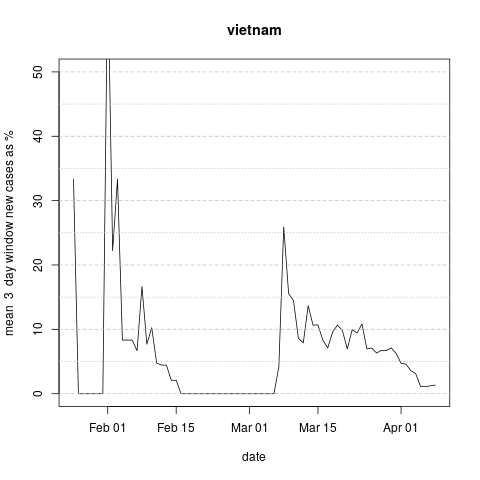 vietnam
mean 3 day window new cases as %
50
40
30
20
10
0
Feb 01
Feb 15
Mar 01
Mar 15
Apr 01
date